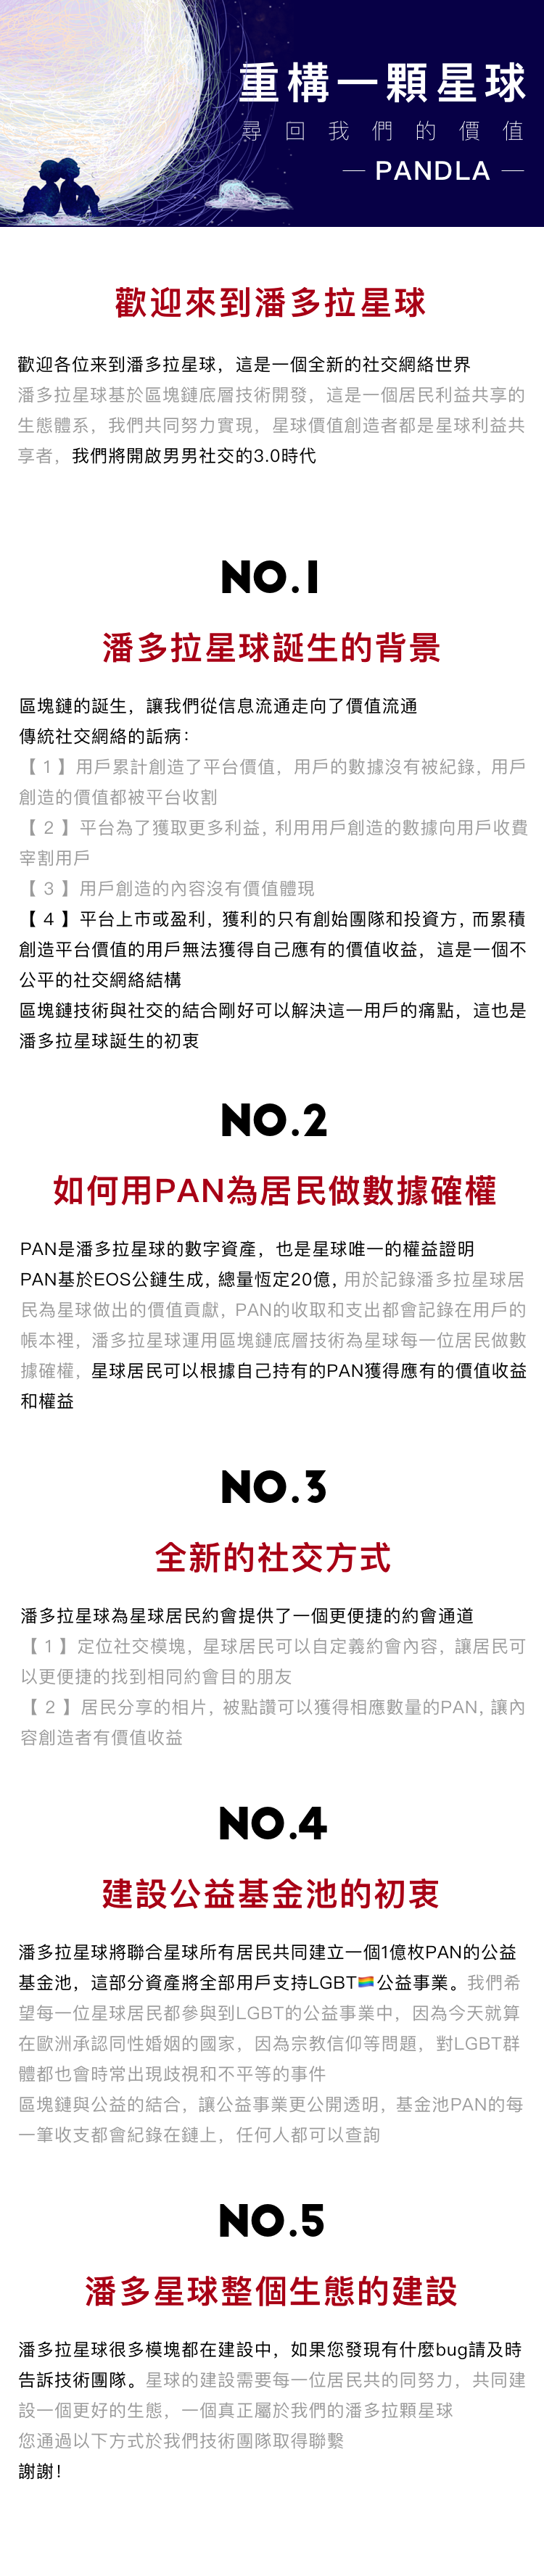 重構一顆星球
尋回我們的價值
— PANDLA —
歡迎來到潘多拉星球
歡迎各位来到潘多拉星球，這是一個全新的社交網絡世界
潘多拉星球基於區塊鏈底層技術開發，這是一個居民利益共享的
生態體系，我們共同努力實現，星球價值創造者都是星球利益共
享者，我們將開啟男男社交的3.0時代
NO.1
潘多拉星球誕生的背景
區塊鏈的誕生，讓我們從信息流通走向了價值流通
傳統社交網絡的詬病：
【 1 】用戶累計創造了平台價值，用戶的數據沒有被紀錄，用戶
創造的價值都被平台收割
【 2 】平台為了獲取更多利益，利用用戶創造的數據向用戶收費
宰割用戶
【 3 】用戶創造的內容沒有價值體現
【 4 】平台上市或盈利，獲利的只有創始團隊和投資方，而累積
創造平台價值的用戶無法獲得自己應有的價值收益，這是一個不
公平的社交網絡結構
區塊鏈技術與社交的結合剛好可以解決這一用戶的痛點，這也是
潘多拉星球誕生的初衷
NO.2
如何用PAN為居民做數據確權
PAN是潘多拉星球的數字資產，也是星球唯一的權益證明
PAN基於EOS公鏈生成，總量恆定20億，用於記錄潘多拉星球居
民為星球做出的價值貢獻，PAN的收取和支出都會記錄在用戶的
帳本裡，潘多拉星球運用區塊鏈底層技術為星球每一位居民做數
據確權，星球居民可以根據自己持有的PAN獲得應有的價值收益
和權益
NO.3
全新的社交方式
潘多拉星球為星球居民約會提供了一個更便捷的約會通道
【 1 】定位社交模塊，星球居民可以自定義約會內容，讓居民可
以更便捷的找到相同約會目的朋友
【 2 】居民分享的相片，被點讚可以獲得相應數量的PAN，讓內
容創造者有價值收益
NO.4
建設公益基金池的初衷
潘多拉星球將聯合星球所有居民共同建立一個1億枚PAN的公益
基金池，這部分資產將全部用戶支持LGBT🏳️‍🌈公益事業。我們希
望每一位星球居民都參與到LGBT的公益事業中，因為今天就算
在歐洲承認同性婚姻的國家，因為宗教信仰等問題，對LGBT群
體都也會時常出現歧視和不平等的事件
區塊鏈與公益的結合，讓公益事業更公開透明，基金池PAN的每
一筆收支都會紀錄在鏈上，任何人都可以查詢
NO.5
潘多星球整個生態的建設
潘多拉星球很多模塊都在建設中，如果您發現有什麼bug請及時
告訴技術團隊。星球的建設需要每一位居民共的同努力，共同建
設一個更好的生態，一個真正屬於我們的潘多拉顆星球
您通過以下方式於我們技術團隊取得聯繫
謝謝！